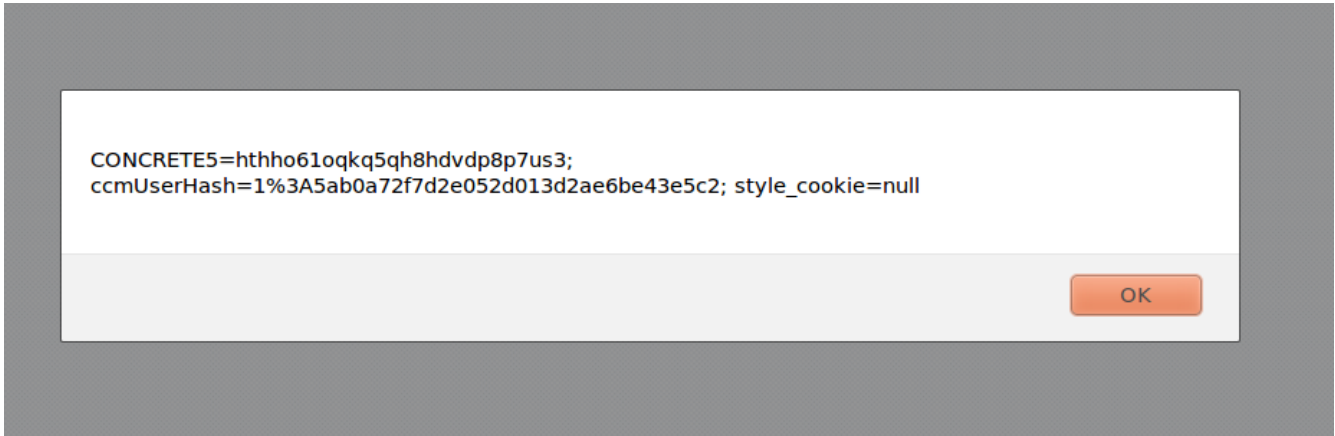 CONCRETE5=hthho61oqkq5qh8hdvdp8p7us3;
ccmUserHash=1%3A5ab0a72f7d2e052d013d2ae6be43e5c2; style_cookie=null
OK